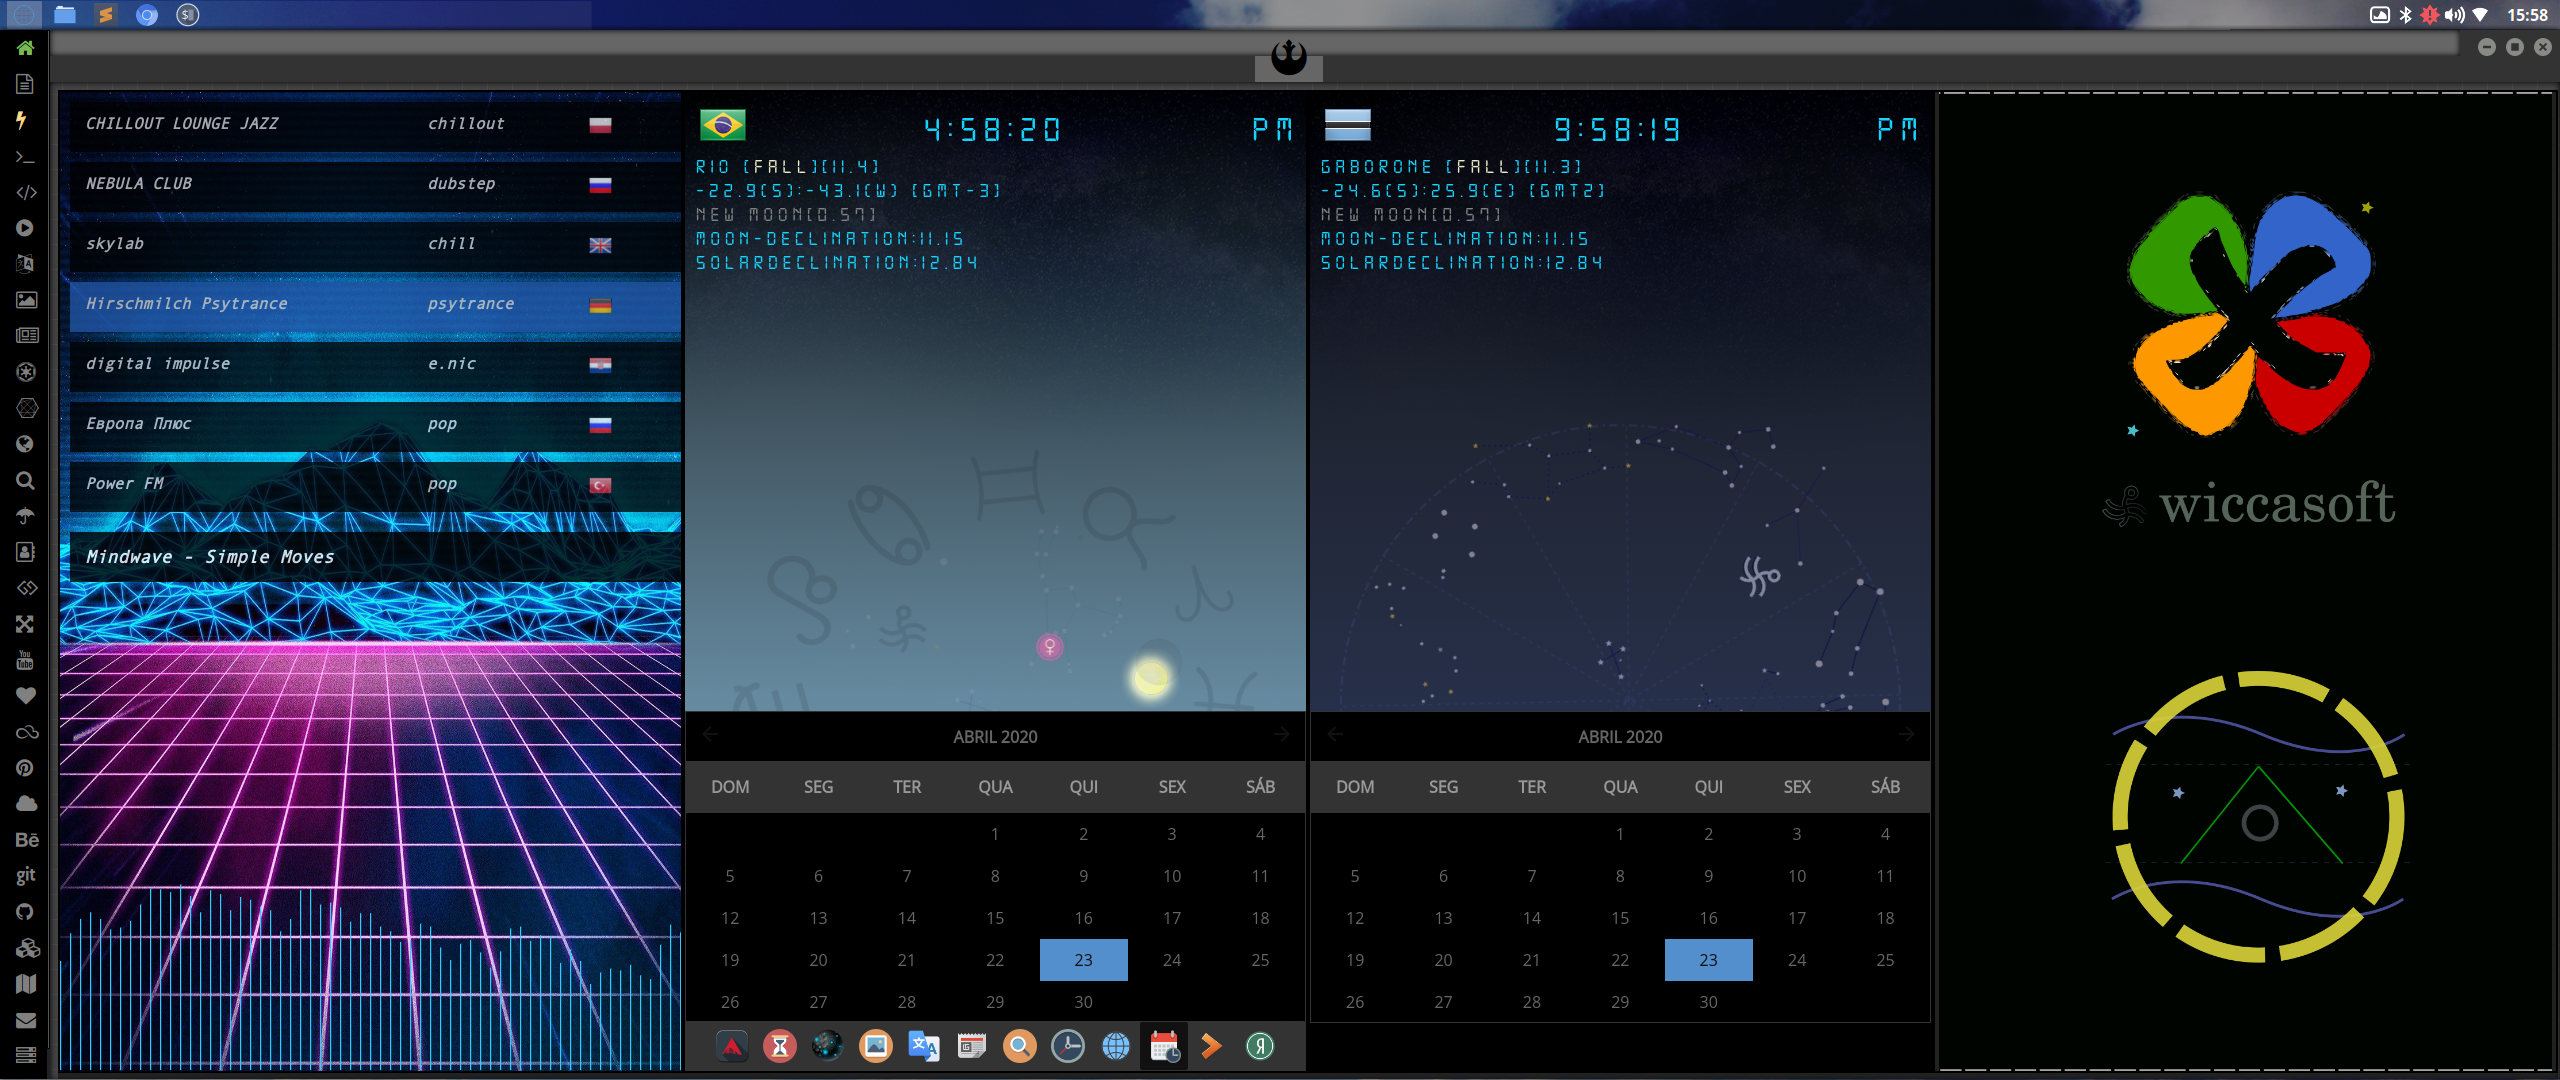 15:58
CHILLOUT LOUNGE JAZZ chillout
NEBULA CLUB dubstep
skylab chill
Hirschmilch Psytrance psytrance
digital impulse e.nic
Европа Плюс pop
Power FM pop
Mindwave - Simple Moves
You
Tube
Bē
git
4:58:20 PM
RIO [FALL][11.4]
-22.9(S):-43.1(W) [GMT-3]
NEW MOON[0.57]
MOON-DECLINATION:11.15
SOLARDECLINATION:12.84
ABRIL 2020
DOM SEG TER QUA QUI SEX SÁB
1 2 3 4
5 6 7 8 9 10 11
12 13 14 15 16 17 18
19 20 21 22 23 24 25
26 27 28 29 30
9:58:19 PM
GABORONE [FALL][11.3]
-24.6(S):25.9(E) [GMT2]
NEW MOON[0.57]
MOON-DECLINATION:11.15
SOLARDECLINATION:12.84
ABRIL 2020
DOM SEG TER QUA QUI SEX SÁB
1 2 3 4
5 6 7 8 9 10 11
12 13 14 15 16 17 18
19 20 21 22 23 24 25
26 27 28 29 30
wiccasoft